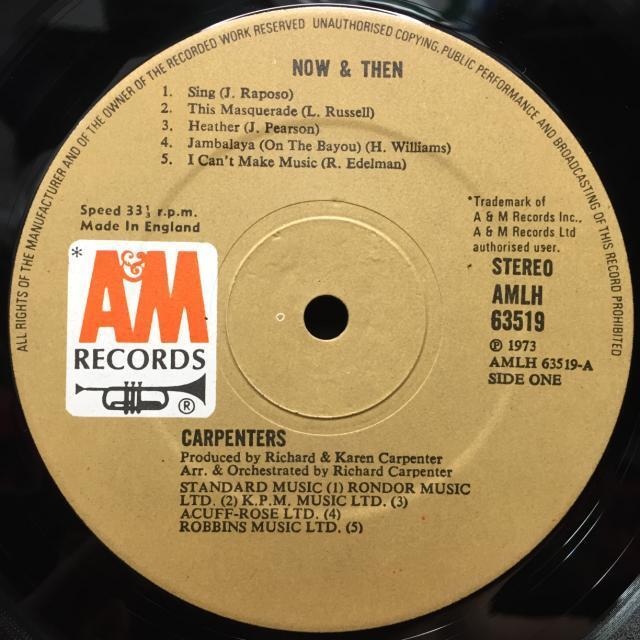 ALL RIGHTS OF THE MANUFACTURER AND OF THE OWNER OF THE RECORDED WORK RESERVED UNAUTHORISED COPYING, PUBLIC PERFORMANCE AND BROADCASTING OF THIS RECORD PROHIBITED
NOW & THEN
1. Sing (J. Raposo)
2. This Masquerade (L. Russell)
3. Heather (J. Pearson)
4. Jambalaya (On The Bayou) (H. Williams)
5. I Can't Make Music (R. Edelman)
Speed 33⅓ r.p.m.
Made In England
*Trademark of
A & M Records Inc.,
A & M Records Ltd
authorised user.
* A&M
RECORDS
®
STEREO
AMLH
63519
℗ 1973
AMLH 63519-A
SIDE ONE
CARPENTERS
Produced by Richard & Karen Carpenter
Arr. & Orchestrated by Richard Carpenter
STANDARD MUSIC (1) RONDOR MUSIC
LTD. (2) K.P.M. MUSIC LTD. (3)
ACUFF-ROSE LTD. (4)
ROBBINS MUSIC LTD. (5)